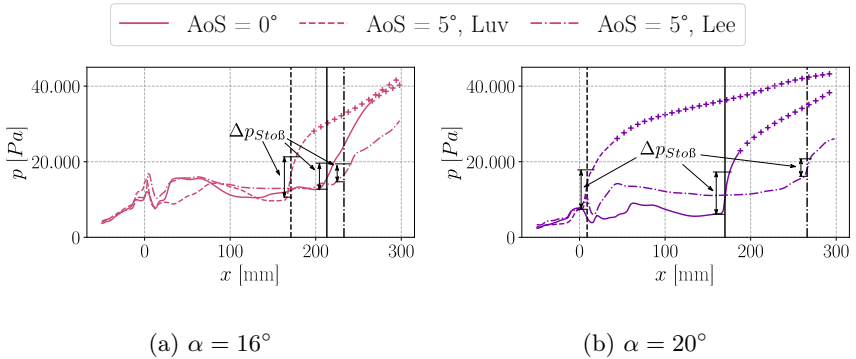 AoS = 0° AoS = 5°, Luv AoS = 5°, Lee
40.000
20.000
0
p [Pa]
Δp_Stoß
0 100 200 300
x [mm]
(a) α = 16°
40.000
20.000
0
p [Pa]
Δp_Stoß
0 100 200 300
x [mm]
(b) α = 20°